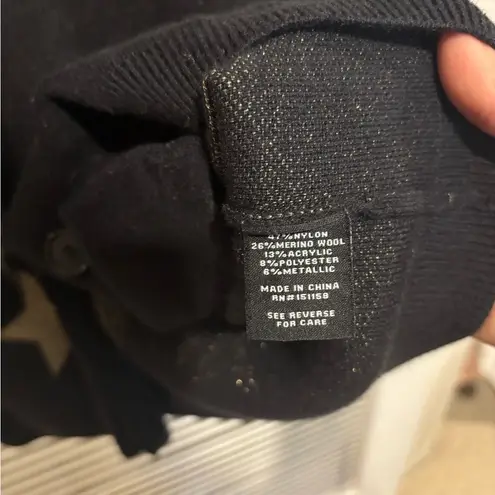 47%NYLON
26%MERINO WOOL
13%ACRYLIC
8%POLYESTER
6%METALLIC
MADE IN CHINA
RN#151158
SEE REVERSE
FOR CARE